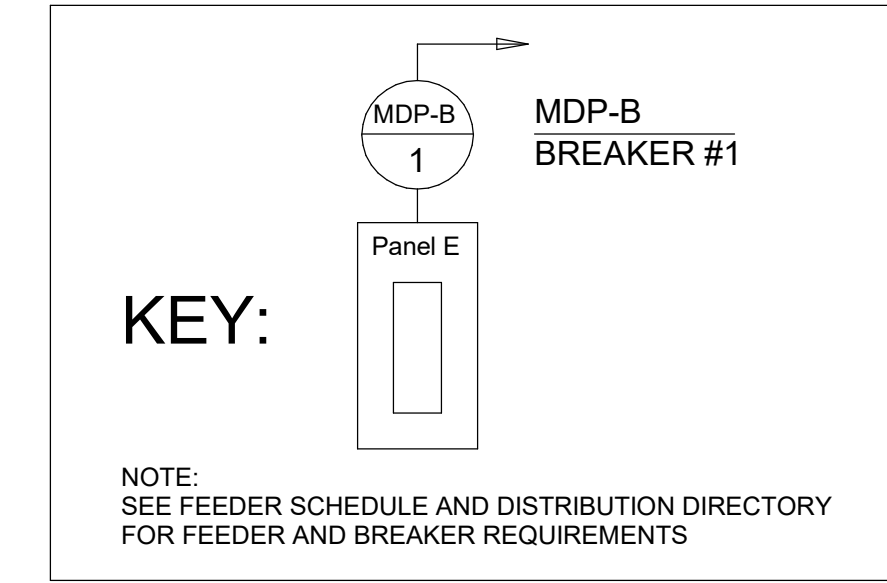 MDP-B
1
MDP-B
BREAKER #1
Panel E
KEY:
NOTE:
SEE FEEDER SCHEDULE AND DISTRIBUTION DIRECTORY
FOR FEEDER AND BREAKER REQUIREMENTS